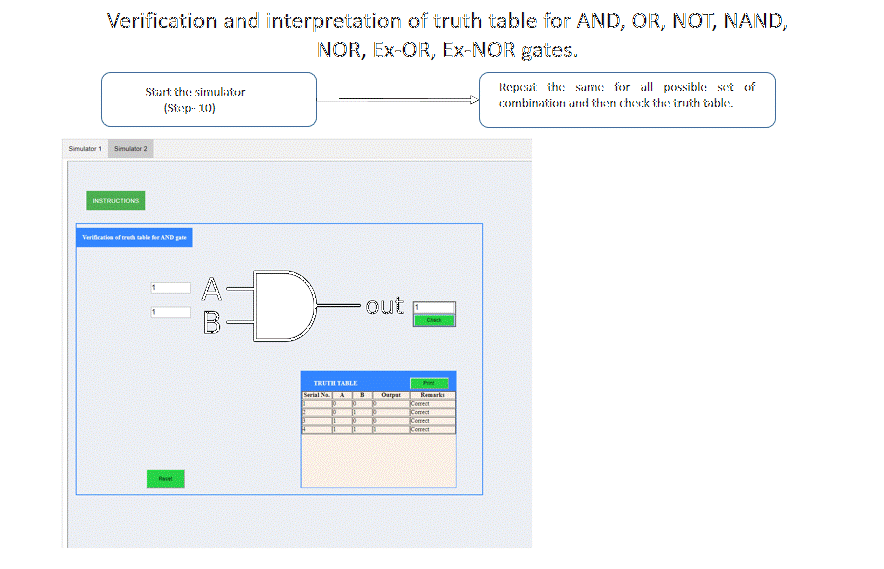 Verification and interpretation of truth table for AND, OR, NOT, NAND,
NOR, Ex-OR, Ex-NOR gates.
Start the simulator
(Step- 10)
Repeat the same for all possible set of
combination and then check the truth table.
Simulator 1 Simulator 2
INSTRUCTIONS
Verification of truth table for AND gate
1
A
1
B
out
1
Check
TRUTH TABLE Print
Serial No. A B Output Remarks
1 0 0 0 Correct
2 0 1 0 Correct
3 1 0 0 Correct
4 1 1 1 Correct
Reset